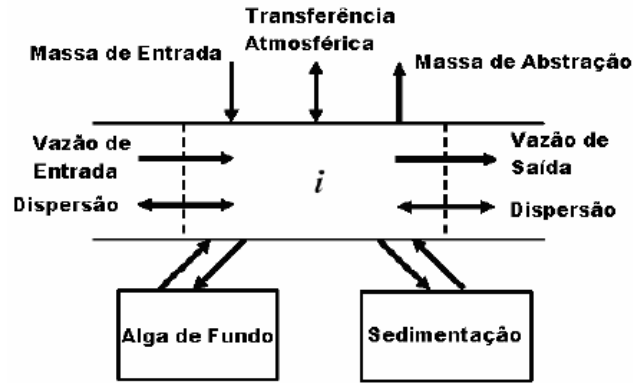 Transferência
Atmosférica
Massa de Entrada
Massa de Abstração
Vazão de
Entrada
Vazão de
Saída
i
Dispersão
Dispersão
Alga de Fundo
Sedimentação